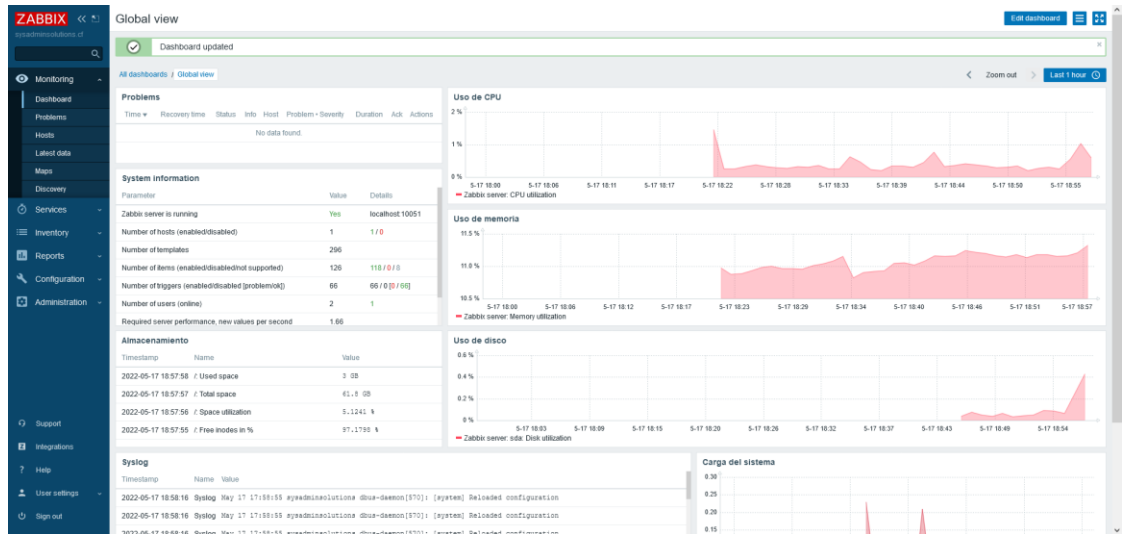 ZABBIX
sysadminsolutions cf
Monitoring
Dashboard
Problems
Hosts
Latest data
Maps
Discovery
Services
Inventory
Reports
Configuration
Administration
Support
Integrations
Help
User settings
Sign out
Global view
Edit dashboard
Dashboard updated
All dashboards / Global view
Zoom out
Last 1 hour
Problems
Time Recovery time Status Info Host Problem • Severity Duration Ack Actions
No data found.
System information
Parameter Value Details
Zabbix server is running Yes localhost:10051
Number of hosts (enabled/disabled) 1 1 / 0
Number of templates 296
Number of items (enabled/disabled/not supported) 126 118 / 0 / 8
Number of triggers (enabled/disabled [problem/ok]) 66 66 / 0 [0 / 66]
Number of users (online) 2 1
Required server performance, new values per second 1.66
Almacenamiento
Timestamp Name Value
2022-05-17 18:57:58 /: Used space 3 GB
2022-05-17 18:57:57 /: Total space 61.8 GB
2022-05-17 18:57:56 /: Space utilization 5.1241 %
2022-05-17 18:57:55 /: Free inodes in % 97.1798 %
Uso de CPU
2 %
1 %
0 %
5-17 18:00 5-17 18:06 5-17 18:11 5-17 18:17 5-17 18:22 5-17 18:28 5-17 18:33 5-17 18:39 5-17 18:44 5-17 18:50 5-17 18:55
Zabbix server: CPU utilization
Uso de memoria
11.5 %
11.0 %
10.5 %
5-17 18:00 5-17 18:06 5-17 18:12 5-17 18:17 5-17 18:23 5-17 18:29 5-17 18:34 5-17 18:40 5-17 18:46 5-17 18:51 5-17 18:57
Zabbix server: Memory utilization
Uso de disco
0.6 %
0.4 %
0.2 %
0 %
5-17 18:03 5-17 18:09 5-17 18:15 5-17 18:20 5-17 18:26 5-17 18:32 5-17 18:37 5-17 18:43 5-17 18:49 5-17 18:54
Zabbix server: sda: Disk utilization
Syslog
Timestamp Name Value
2022-05-17 18:58:16 Syslog May 17 17:58:55 sysadminsolutions dbus-daemon[570]: [system] Reloaded configuration
2022-05-17 18:58:16 Syslog May 17 17:58:55 sysadminsolutions dbus-daemon[570]: [system] Reloaded configuration
2022-05-17 18:58:16 Syslog May 17 17:58:55 sysadminsolutions dbus-daemon[570]: [system] Reloaded configuration
Carga del sistema
0.30
0.25
0.20
0.15